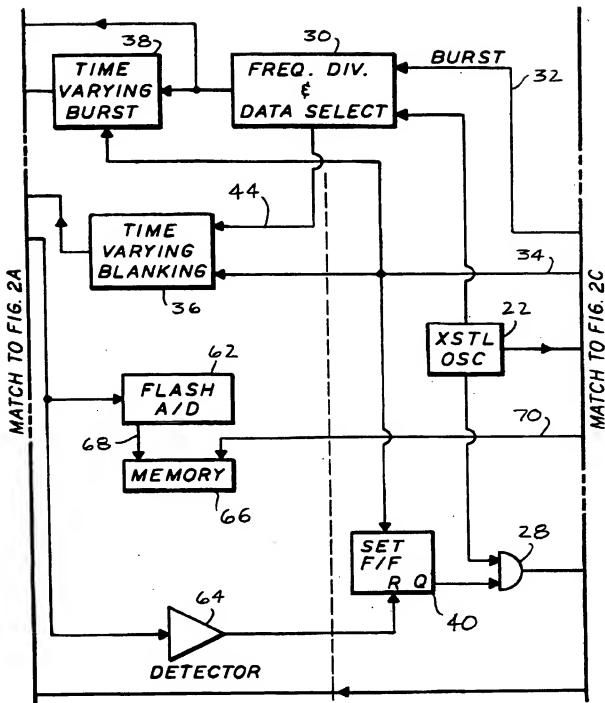 38
30
TIME
VARYING
BURST
FREQ. DIV.
&
DATA SELECT
BURST
32
44
34
TIME
VARYING
BLANKING
36
22
XSTL
OSC
MATCH TO FIG. 2A
MATCH TO FIG. 2C
62
FLASH
A/D
68
70
MEMORY
66
SET
F/F
R Q
28
40
64
DETECTOR